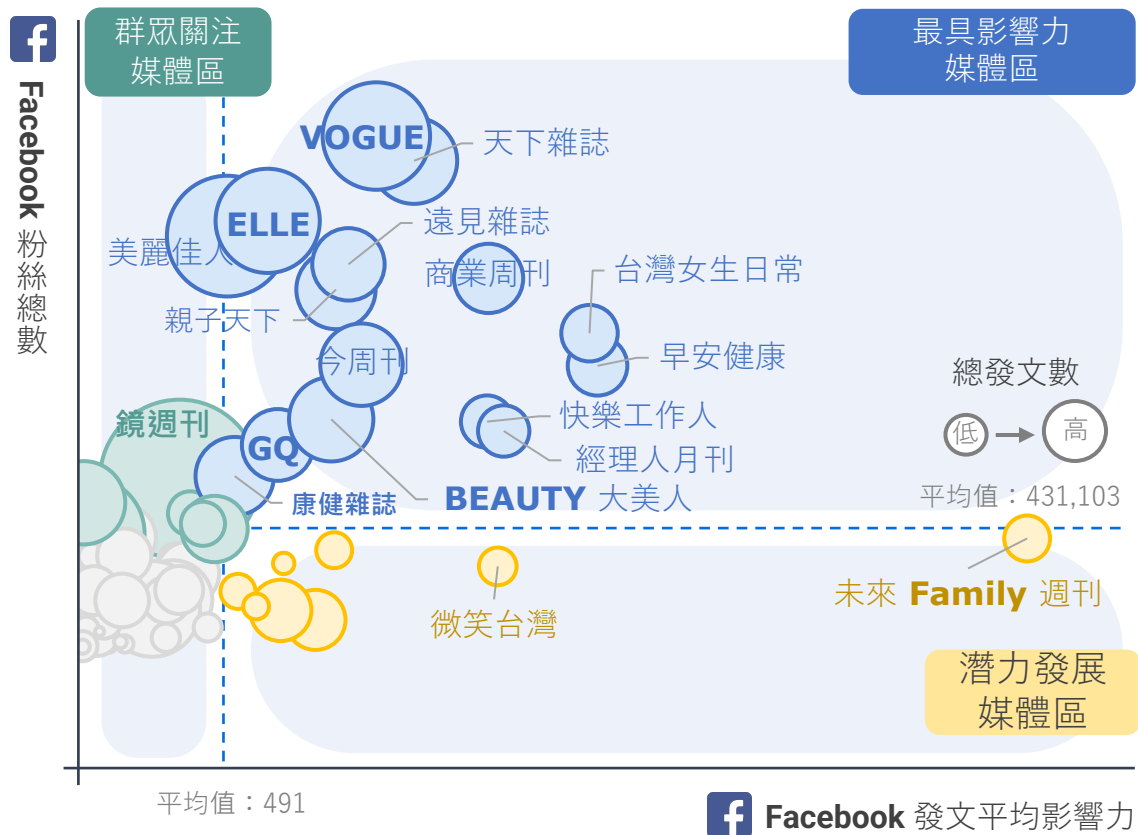 群眾關注
媒體區
最具影響力
媒體區
Facebook 粉絲總數
VOGUE
天下雜誌
ELLE
美麗佳人
遠見雜誌
商業周刊
台灣女生日常
親子天下
今周刊
早安健康
總發文數
低
高
鏡週刊
GQ
快樂工作人
經理人月刊
康健雜誌
BEAUTY 大美人
平均值：431,103
微笑台灣
未來 Family 週刊
潛力發展
媒體區
平均值：491
Facebook 發文平均影響力